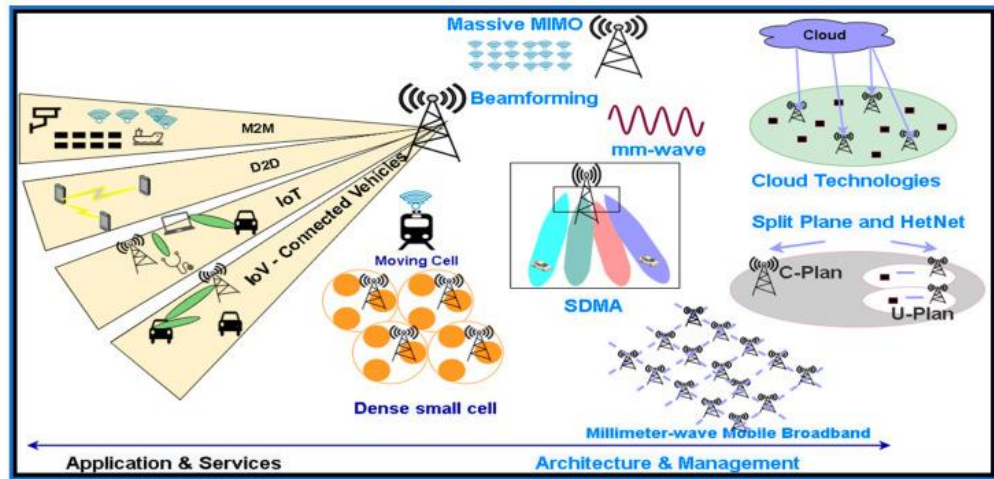 Massive MIMO
Cloud
Beamforming
M2M
D2D
IoT
IoV - Connected Vehicles
mm-wave
Cloud Technologies
Split Plane and HetNet
Moving Cell
C-Plan
U-Plan
SDMA
Dense small cell
Millimeter-wave Mobile Broadband
Application & Services
Architecture & Management